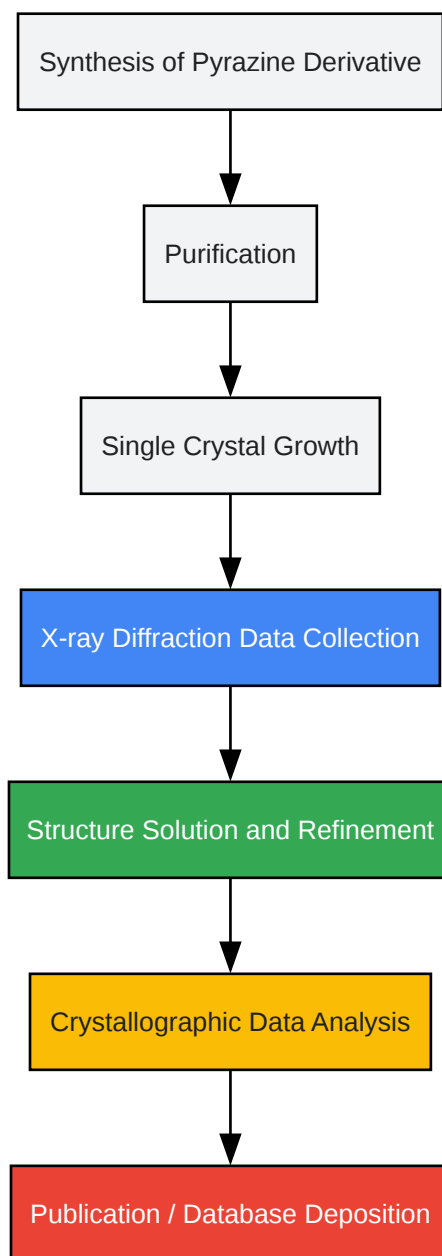 Synthesis of Pyrazine Derivative
Purification
Single Crystal Growth
X-ray Diffraction Data Collection
Structure Solution and Refinement
Crystallographic Data Analysis
Publication / Database Deposition